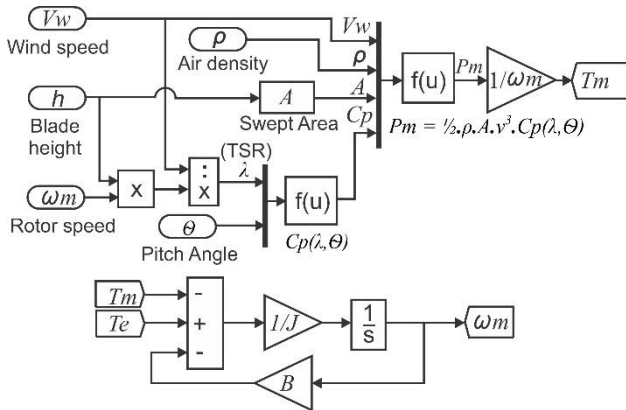 Vw
Wind speed
ρ
Air density
h
Blade height
ωm
Rotor speed
x
÷
x
(TSR)
λ
Θ
Pitch Angle
A
Swept Area
Vw
ρ
A
Cp
f(u)
Cp(λ,Θ)
f(u)
Pm
1/ωm
Tm
Pm = ½.ρ.A.v³.Cp(λ,Θ)
Tm
Te
-
+
-
1/J
1
s
ωm
B